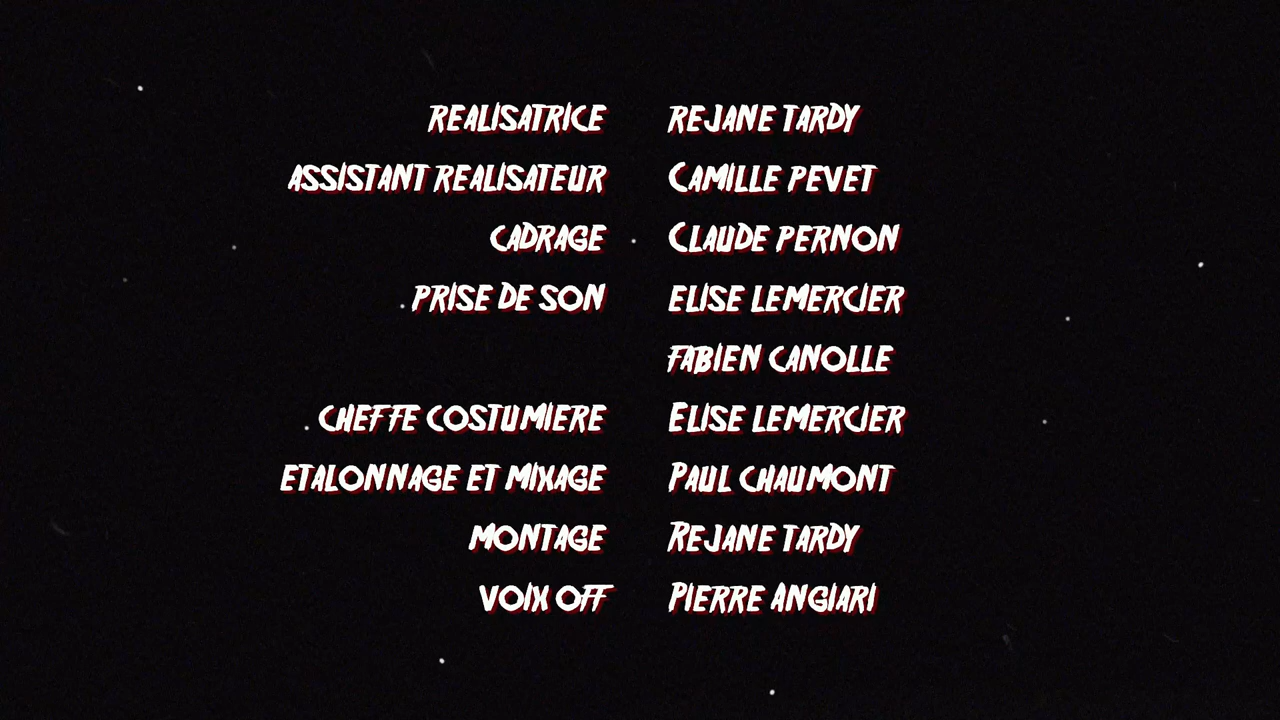 REALISATRICE REJANE TARDY
ASSISTANT REALISATEUR CAMILLE PEVET
CADRAGE CLAUDE PERNON
PRISE DE SON ELISE LEMERCIER
FABIEN CANOLLE
CHEFFE COSTUMIERE ELISE LEMERCIER
ETALONNAGE ET MIXAGE PAUL CHAUMONT
MONTAGE REJANE TARDY
VOIX OFF PIERRE ANGIARI